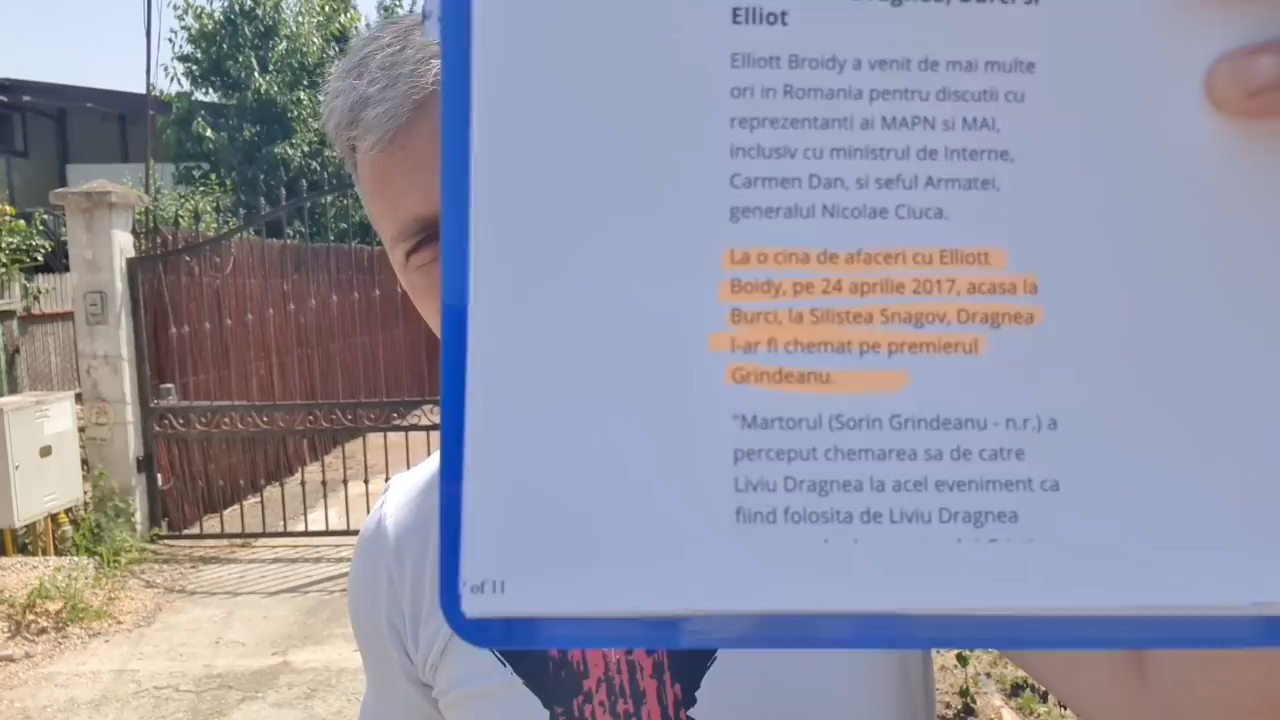 Dragnea, Burci si
Elliot
Elliott Broidy a venit de mai multe
ori in Romania pentru discutii cu
reprezentanti ai MAPN si MAI,
inclusiv cu ministrul de Interne,
Carmen Dan, si seful Armatei,
generalul Nicolae Ciuca.
La o cina de afaceri cu Elliott
Boidy, pe 24 aprilie 2017, acasa la
Burci, la Silistea Snagov, Dragnea
l-ar fi chemat pe premierul
Grindeanu.
"Martorul (Sorin Grindeanu - n.r.) a
perceput chemarea sa de catre
Liviu Dragnea la acel eveniment ca
fiind folosita de Liviu Dragnea
of 11